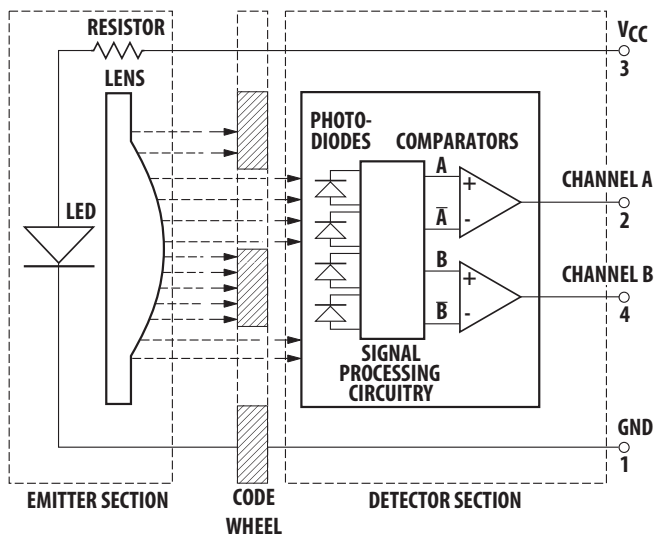 RESISTOR
LENS
LED
EMITTER SECTION
CODE
WHEEL
PHOTO-
DIODES
COMPARATORS
A
+
A̅
-
B
+
B̅
-
SIGNAL
PROCESSING
CIRCUITRY
DETECTOR SECTION
VCC
3
CHANNEL A
2
CHANNEL B
4
GND
1